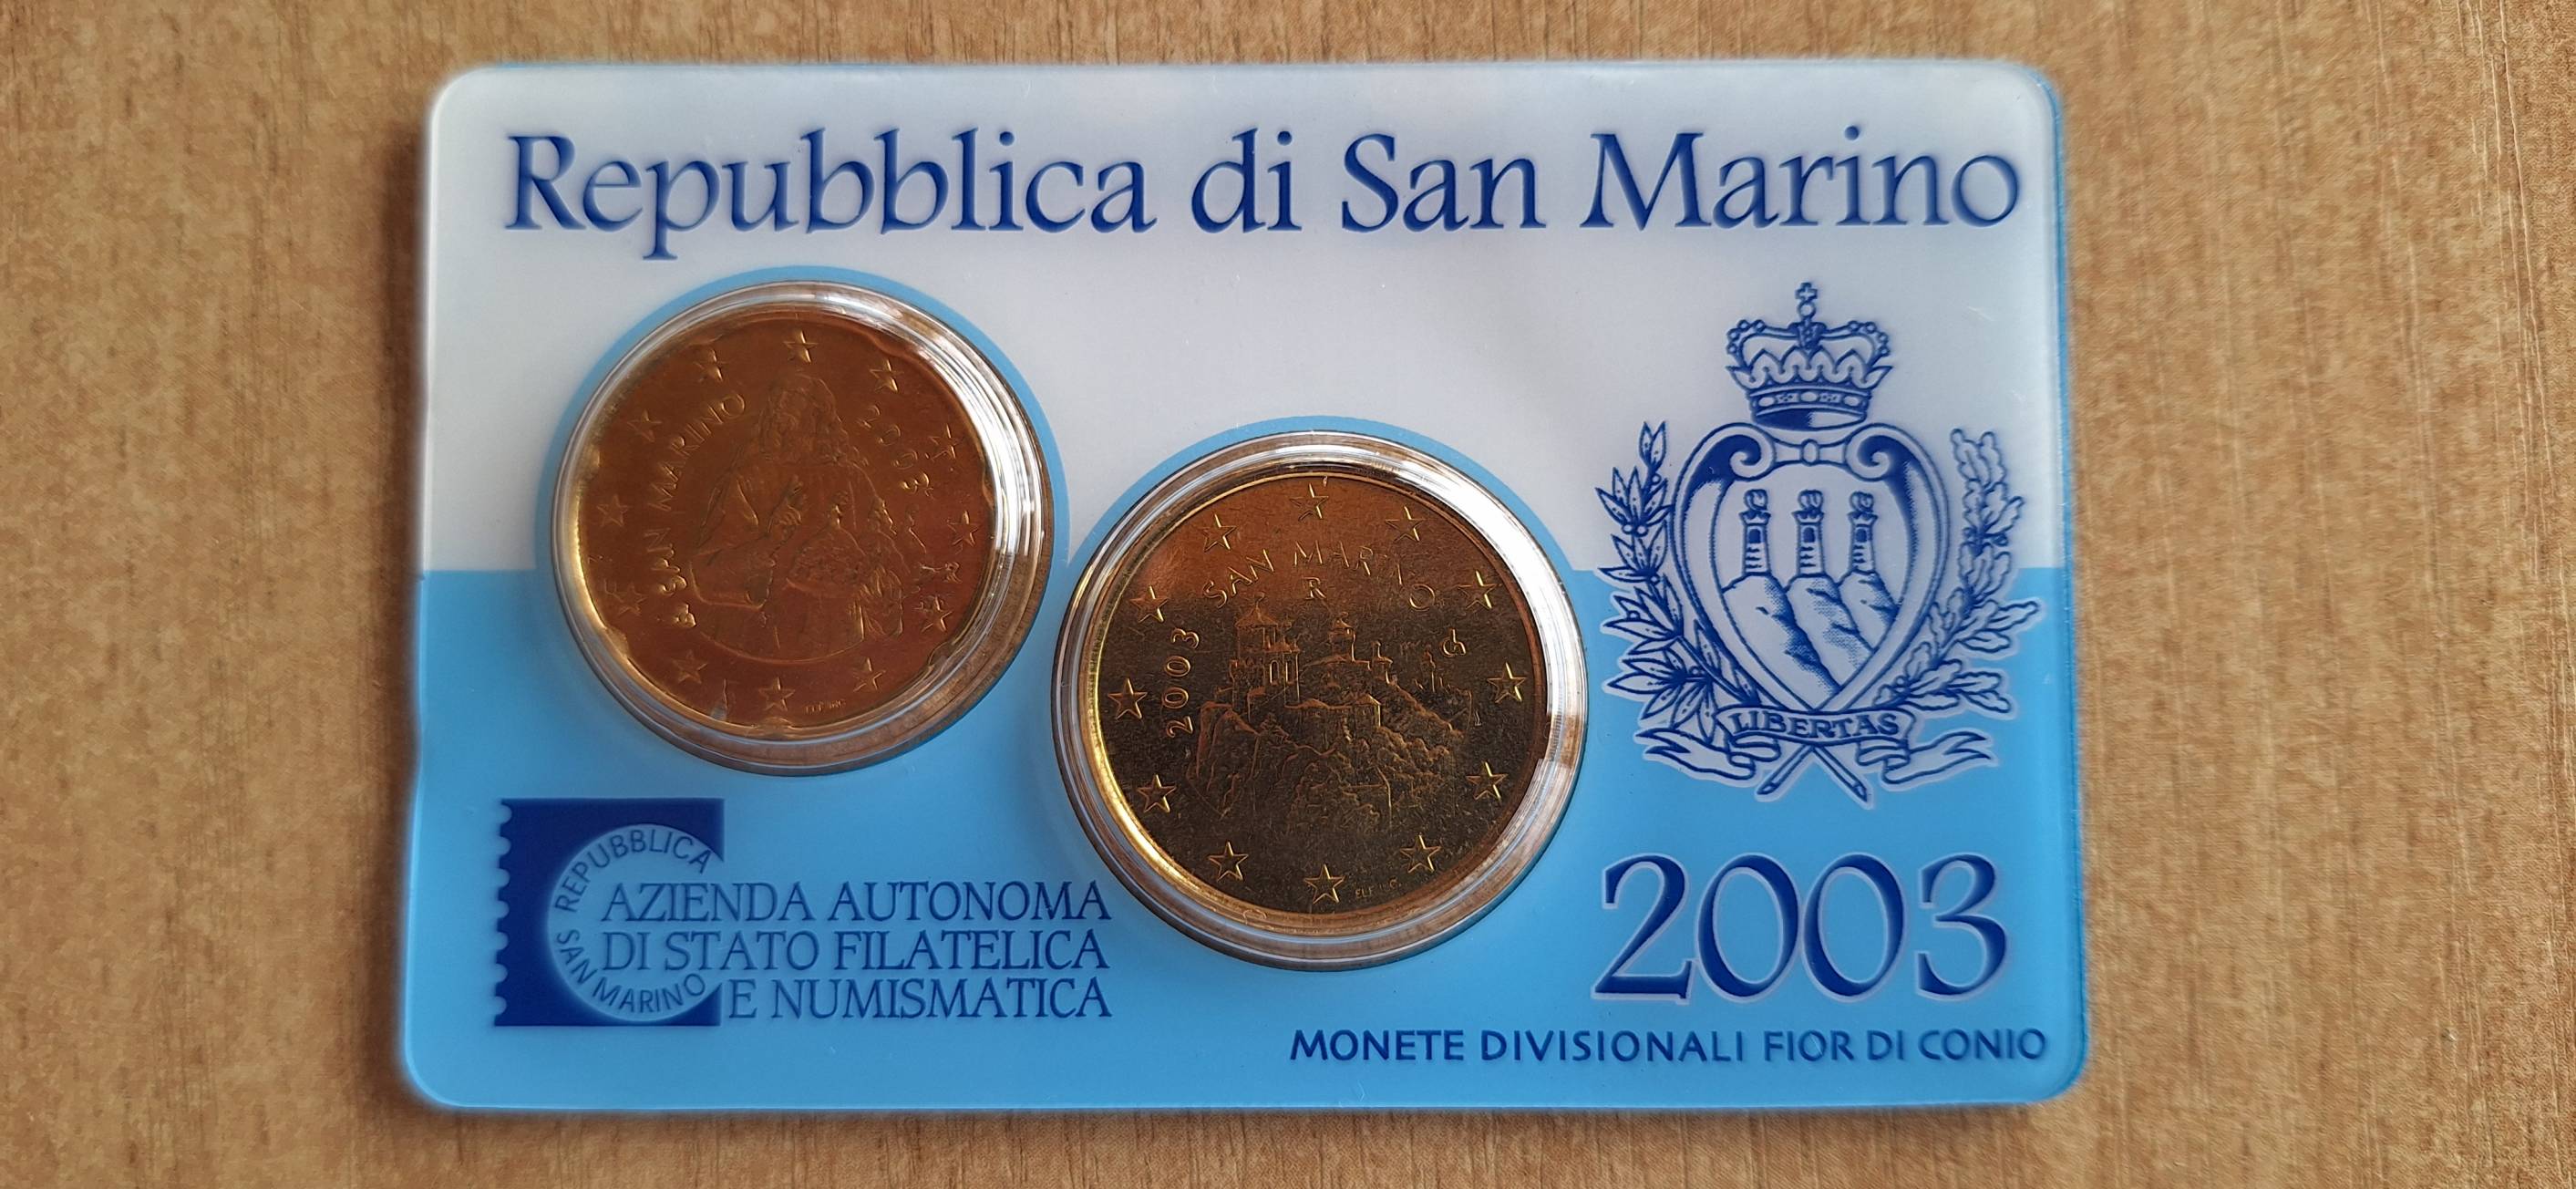 Repubblica di San Marino
SAN MARINO
2003
SAN MARINO
R
2003
LIBERTAS
REPUBBLICA
SAN MARINO
AZIENDA AUTONOMA
DI STATO FILATELICA
E NUMISMATICA
2003
MONETE DIVISIONALI FIOR DI CONIO